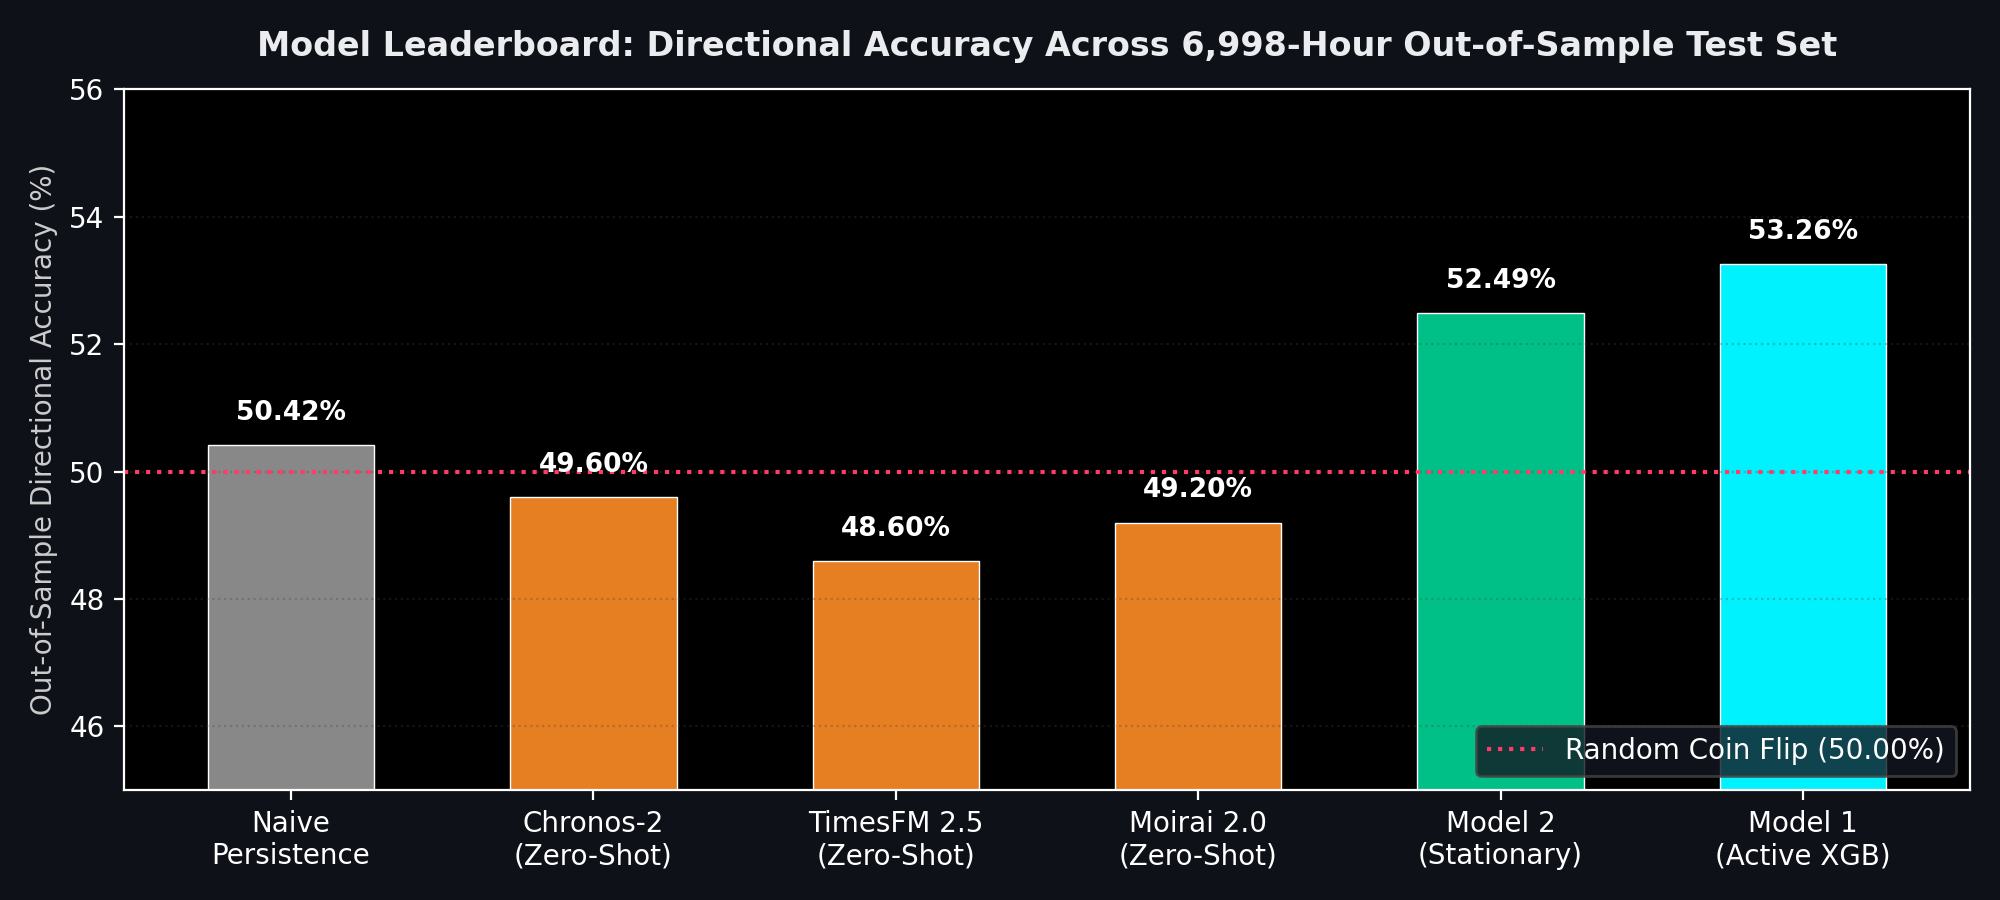 Model Leaderboard: Directional Accuracy Across 6,998-Hour Out-of-Sample Test Set
Out-of-Sample Directional Accuracy (%)
56
54
52
50
48
46
50.42%
49.60%
48.60%
49.20%
52.49%
53.26%
Random Coin Flip (50.00%)
Naive
Persistence
Chronos-2
(Zero-Shot)
TimesFM 2.5
(Zero-Shot)
Moirai 2.0
(Zero-Shot)
Model 2
(Stationary)
Model 1
(Active XGB)